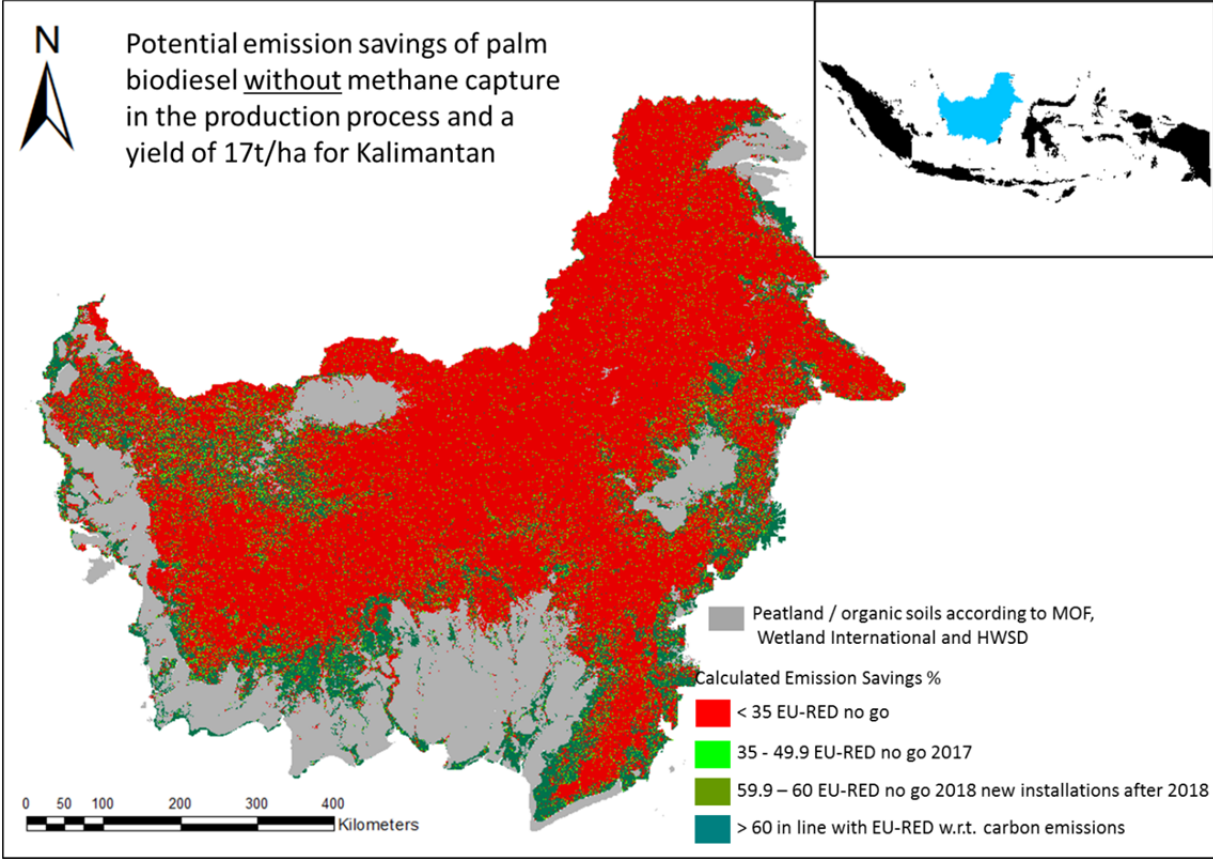 N
Potential emission savings of palm
biodiesel without methane capture
in the production process and a
yield of 17t/ha for Kalimantan
Peatland / organic soils according to MOF,
Wetland International and HWSD
Calculated Emission Savings %
< 35 EU-RED no go
35 - 49.9 EU-RED no go 2017
59.9 – 60 EU-RED no go 2018 new installations after 2018
> 60 in line with EU-RED w.r.t. carbon emissions
0 50 100 200 300 400
Kilometers